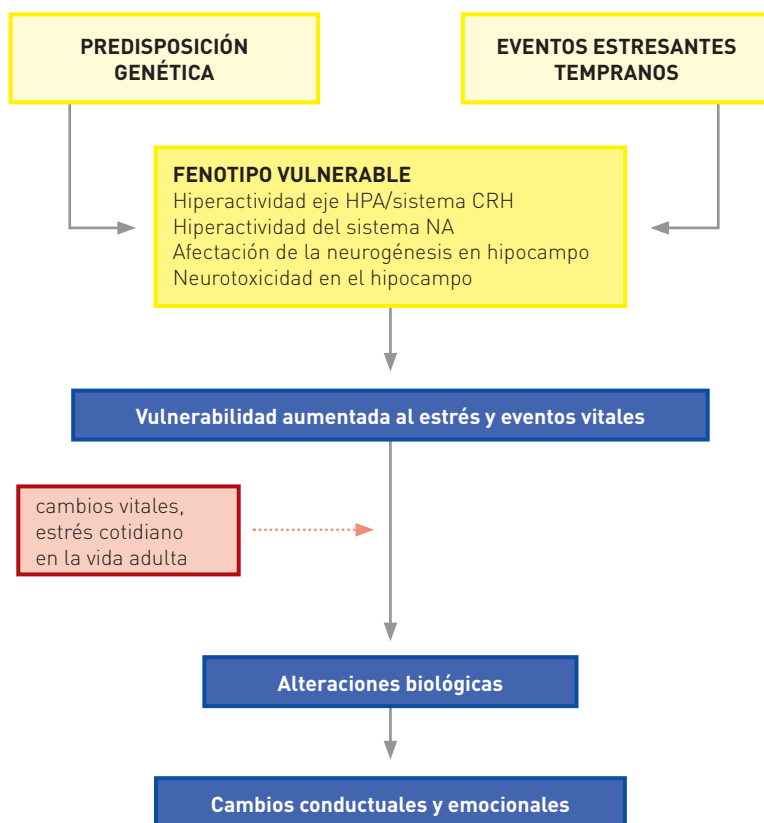 PREDISPOSICIÓN
GENÉTICA
EVENTOS ESTRESANTES
TEMPRANOS
FENOTIPO VULNERABLE
Hiperactividad eje HPA/sistema CRH
Hiperactividad del sistema NA
Afectación de la neurogénesis en hipocampo
Neurotoxicidad en el hipocampo
Vulnerabilidad aumentada al estrés y eventos vitales
cambios vitales,
estrés cotidiano
en la vida adulta
Alteraciones biológicas
Cambios conductuales y emocionales